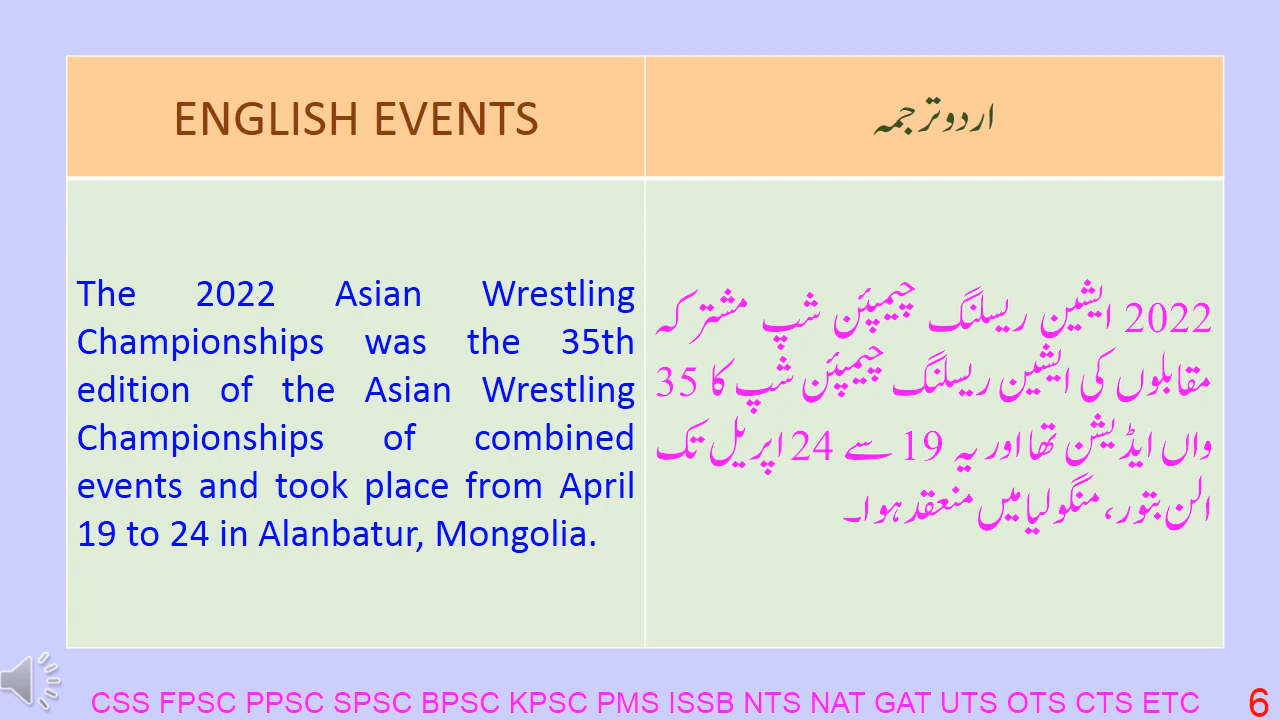 ENGLISH EVENTS
اردو ترجمہ
The 2022 Asian Wrestling
Championships was the 35th
edition of the Asian Wrestling
Championships of combined
events and took place from April
19 to 24 in Alanbatur, Mongolia.
2022 ایشین ریسلنگ چیمپئن شپ مشترکہ
مقابلوں کی ایشین ریسلنگ چیمپئن شپ کا 35
واں ایڈیشن تھا اور یہ 19 سے 24 اپریل تک
الن بتور، منگولیا میں منعقد ہوا۔
CSS FPSC PPSC SPSC BPSC KPSC PMS ISSB NTS NAT GAT UTS OTS CTS ETC
6